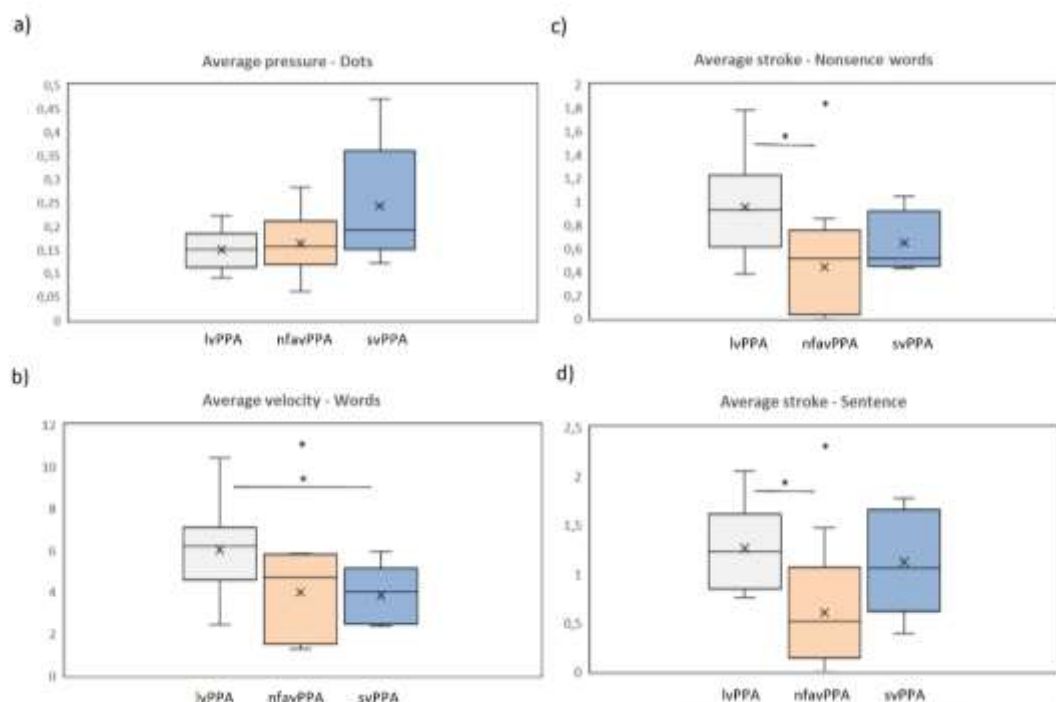 a)
Average pressure - Dots
0,5
0,45
0,4
0,35
0,3
0,25
0,2
0,15
0,1
0,05
0
lvPPA nfavPPA svPPA
b)
Average velocity - Words
12
10
8
6
4
2
0
lvPPA nfavPPA svPPA
c)
Average stroke - Nonsence words
2
1,8
1,6
1,4
1,2
1
0,8
0,6
0,4
0,2
0
lvPPA nfavPPA svPPA
d)
Average stroke - Sentence
2,5
2
1,5
1
0,5
0
lvPPA nfavPPA svPPA